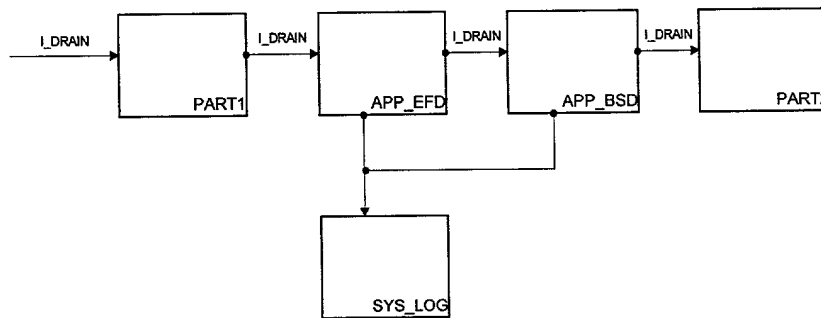 I_DRAIN
I_DRAIN
I_DRAIN
I_DRAIN
PART1
APP_EFD
APP_BSD
SYS_LOG